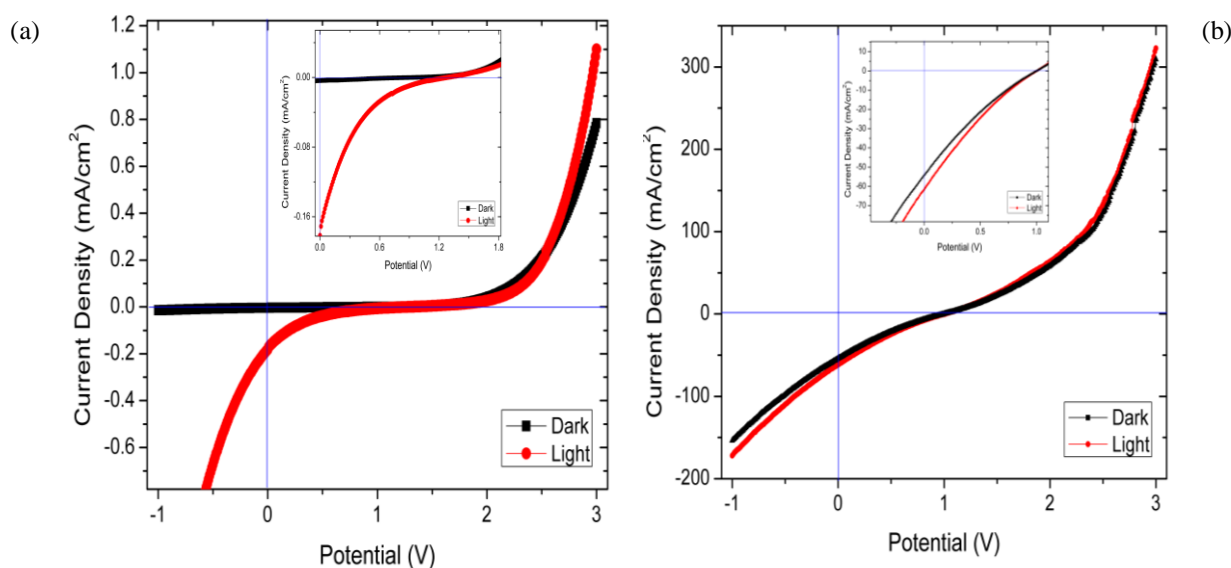 (a)
1.2
1.0
0.8
0.6
0.4
0.2
0.0
-0.2
-0.4
-0.6
Current Density (mA/cm²)
-1 0 1 2 3
Potential (V)
Dark
Light
0.00
-0.08
-0.16
Current Density (mA/cm²)
0.0 0.6 1.2 1.8
Potential (V)
Dark
Light
(b)
300
200
100
0
-100
-200
Current Density (mA/cm²)
-1 0 1 2 3
Potential (V)
Dark
Light
10
0
-10
-20
-30
-40
-50
-60
-70
Current Density (mA/cm²)
0.0 0.5 1.0
Potential (V)
Dark
Light